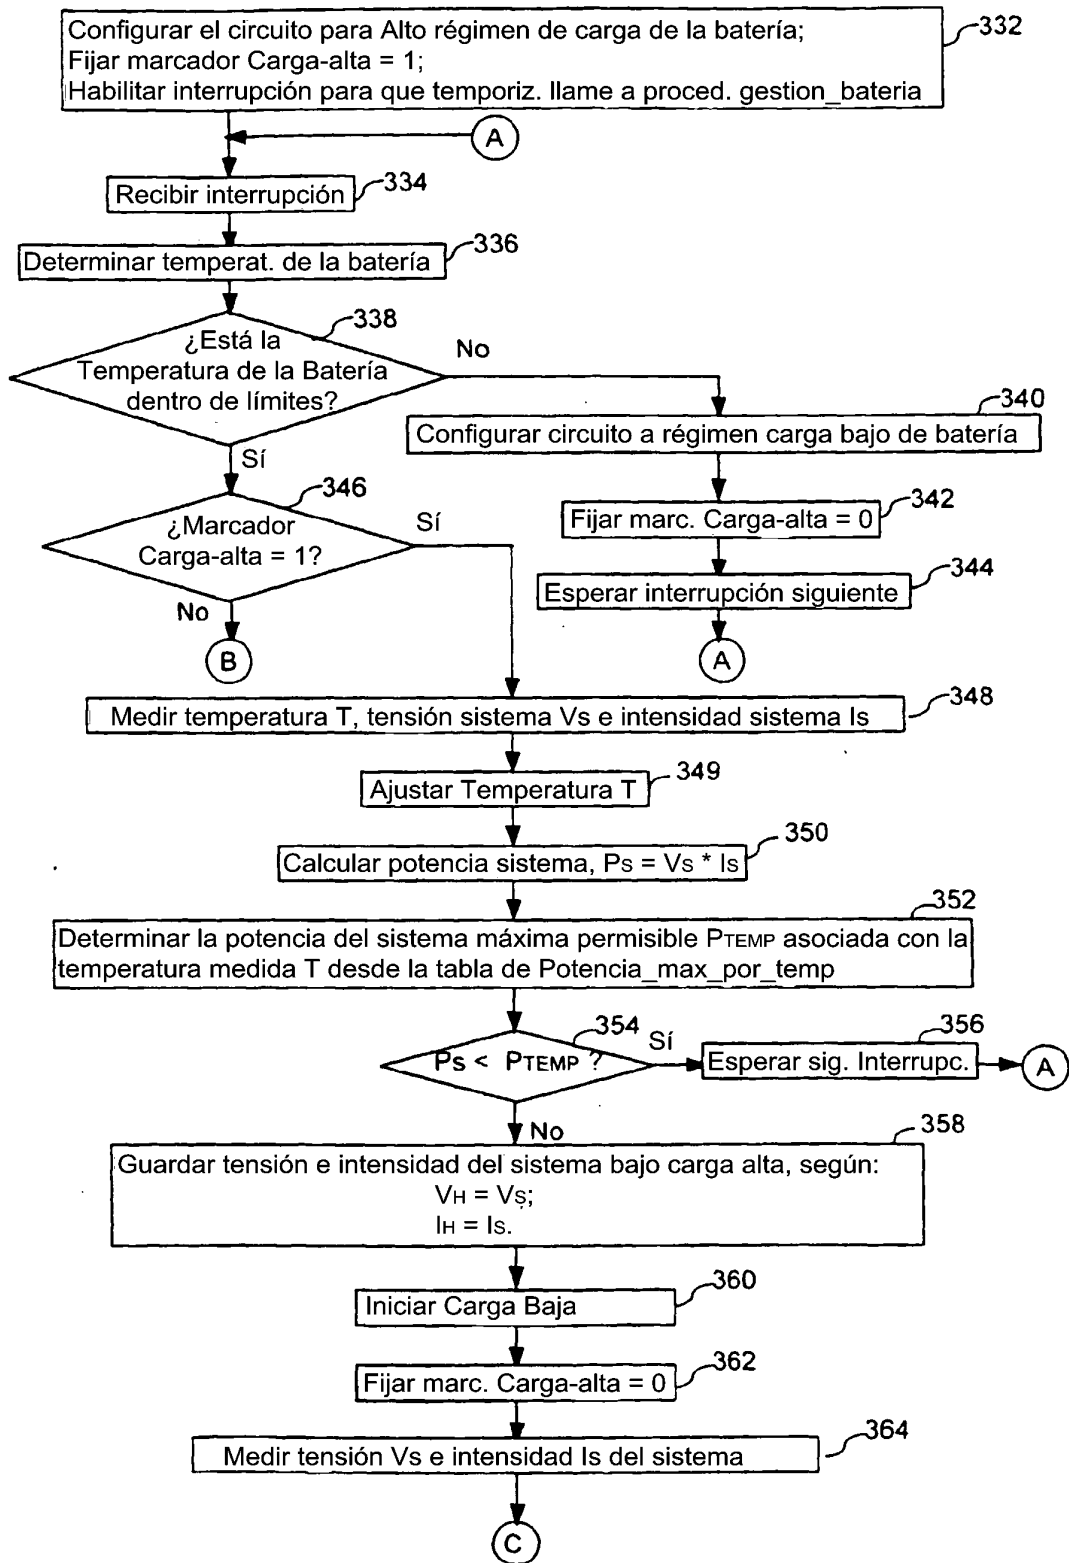 Configurar el circuito para Alto régimen de carga de la batería;
Fijar marcador Carga-alta = 1;
Habilitar interrupción para que temporiz. llame a proced. gestion_bateria
332
A
Recibir interrupción
334
Determinar temperat. de la batería
336
338
¿Está la
Temperatura de la Batería
dentro de límites?
No
Sí
340
Configurar circuito a régimen carga bajo de batería
346
¿Marcador
Carga-alta = 1?
Sí
No
B
342
Fijar marc. Carga-alta = 0
344
Esperar interrupción siguiente
A
Medir temperatura T, tensión sistema Vs e intensidad sistema Is
348
Ajustar Temperatura T
349
Calcular potencia sistema, Ps = Vs * Is
350
352
Determinar la potencia del sistema máxima permisible PTEMP asociada con la
temperatura medida T desde la tabla de Potencia_max_por_temp
354
Ps < PTEMP ?
Sí
356
Esperar sig. Interrupc.
A
No
358
Guardar tensión e intensidad del sistema bajo carga alta, según:
VH = Vs;
IH = Is.
360
Iniciar Carga Baja
362
Fijar marc. Carga-alta = 0
364
Medir tensión Vs e intensidad Is del sistema
C